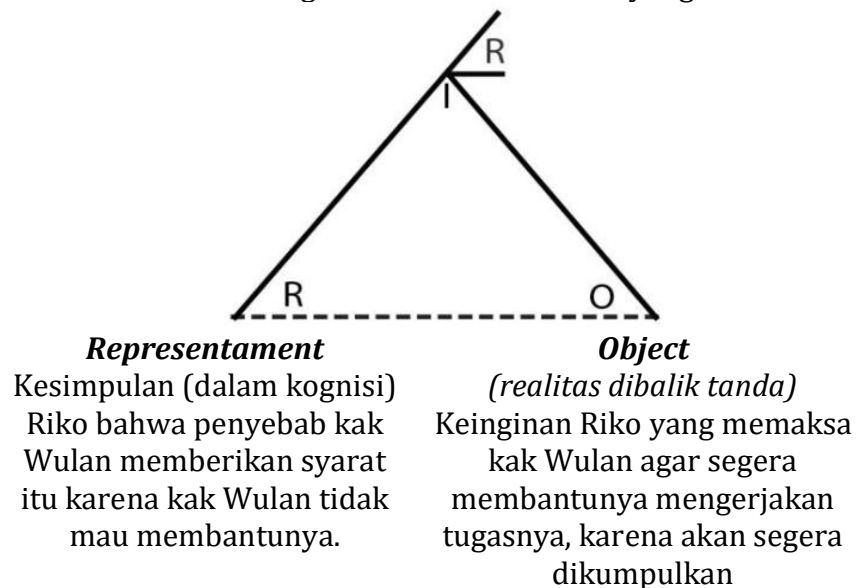 R
I
R
O
Representament
Kesimpulan (dalam kognisi)
Riko bahwa penyebab kak
Wulan memberikan syarat
itu karena kak Wulan tidak
mau membantunya.
Object
(realitas dibalik tanda)
Keinginan Riko yang memaksa
kak Wulan agar segera
membantunya mengerjakan
tugasnya, karena akan segera
dikumpulkan